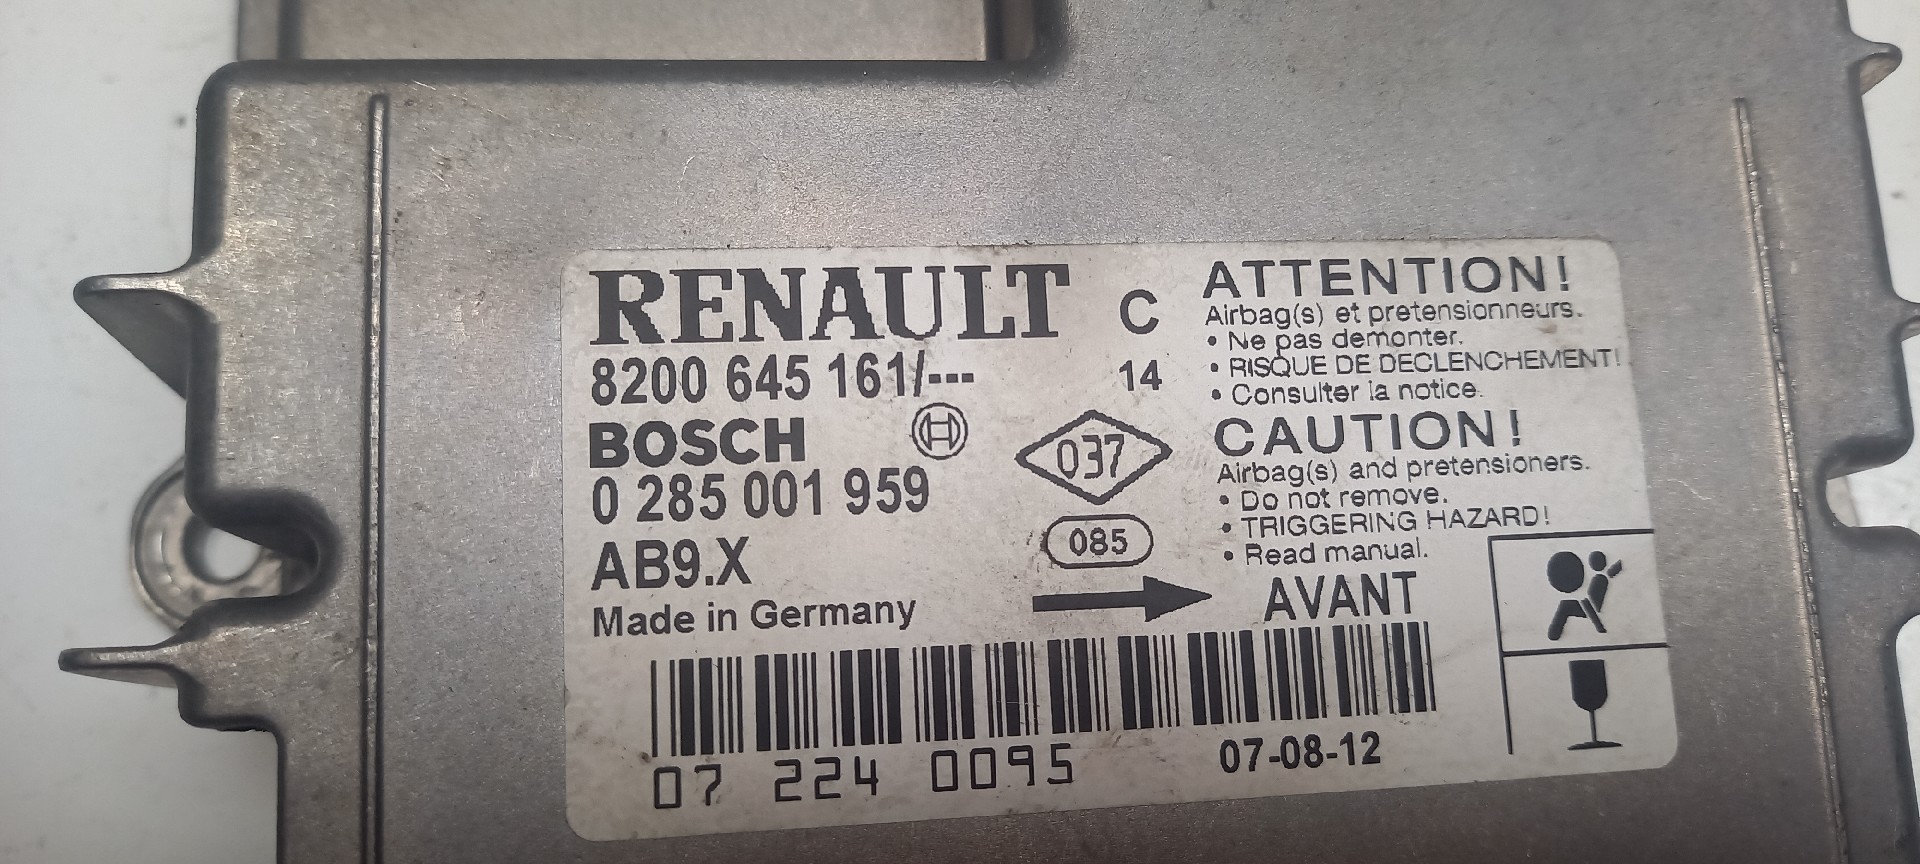 RENAULT
C
8200 645 161/---
14
BOSCH
0 285 001 959
037
AB9.X
085
Made in Germany
ATTENTION!
Airbag(s) et pretensionneurs.
• Ne pas demonter.
• RISQUE DE DECLENCHEMENT!
• Consulter la notice.
CAUTION!
Airbag(s) and pretensioners.
• Do not remove.
• TRIGGERING HAZARD!
• Read manual.
AVANT
07 224 0095
07-08-12